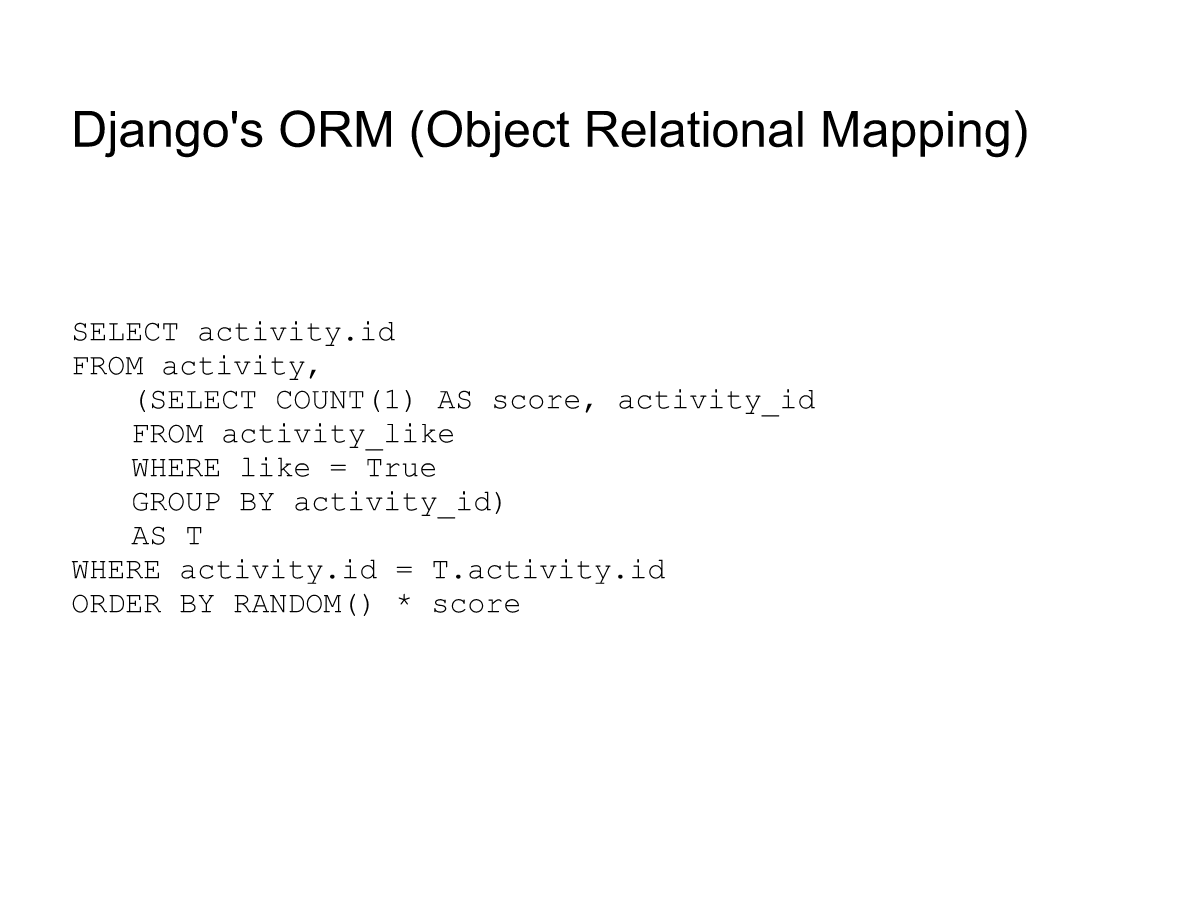 Django's ORM (Object Relational Mapping)
SELECT activity.id
FROM activity,
(SELECT COUNT(1) AS score, activity_id
FROM activity_like
WHERE like = True
GROUP BY activity_id)
AS T
WHERE activity.id = T.activity.id
ORDER BY RANDOM() * score